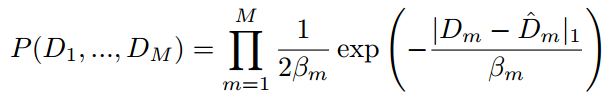 P(D_1, ..., D_M) = \prod_{m=1}^{M} \frac{1}{2\beta_m} \exp\left(-\frac{|D_m - \hat{D}_m|_1}{\beta_m}\right)